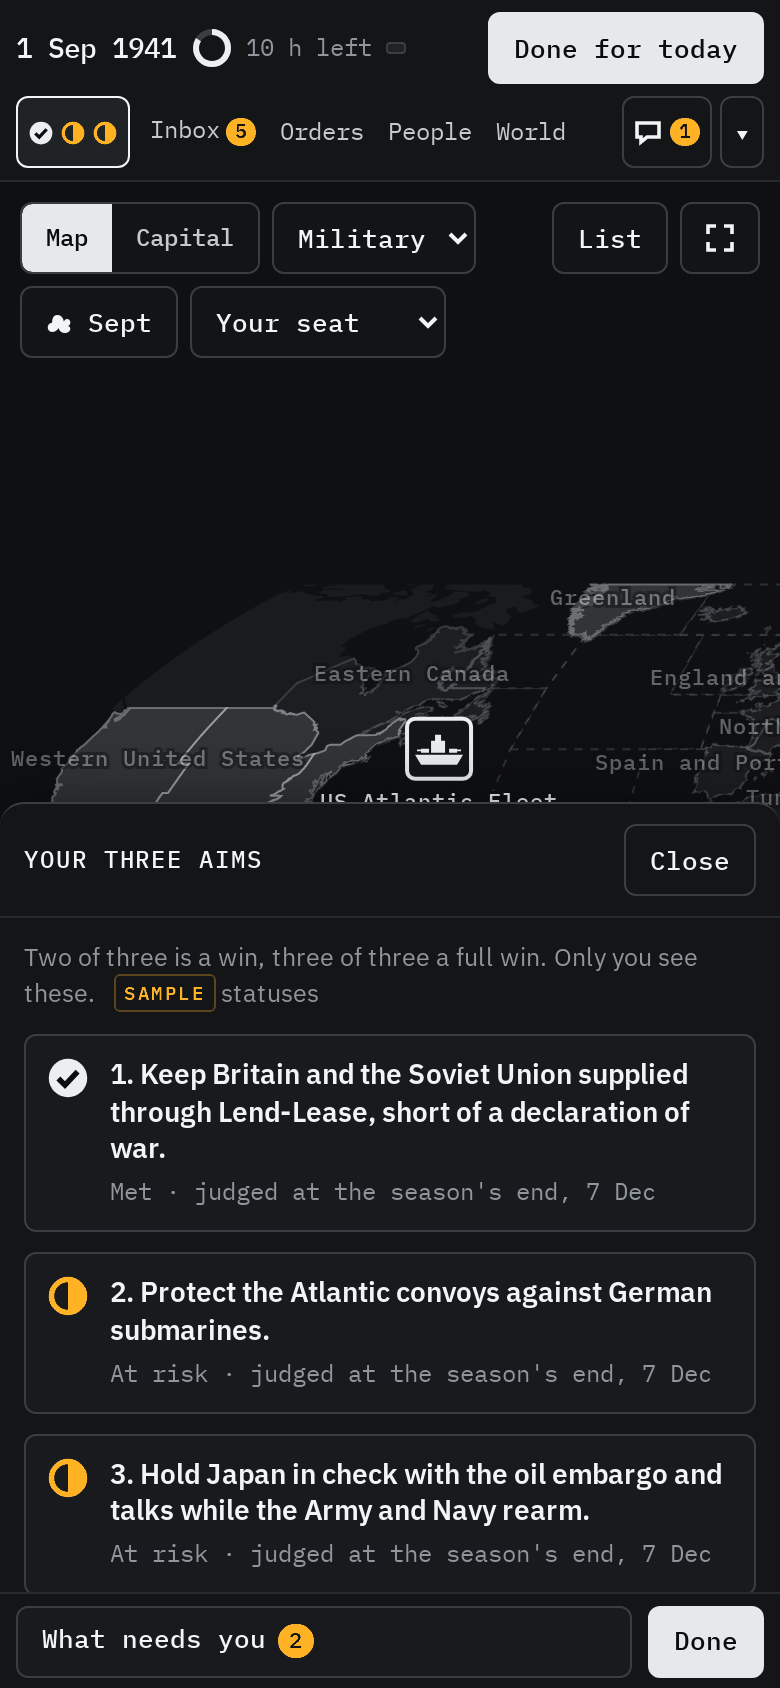 1 Sep 1941 10 h left Done for today
Inbox 5 Orders People World 1
Map Capital Military List
Sept Your seat
Greenland
Eastern Canada
England an
North
Western United States
Spain and Port
US Atlantic Fleet
YOUR THREE AIMS Close
Two of three is a win, three of three a full win. Only you see
these. SAMPLE statuses
1. Keep Britain and the Soviet Union supplied
through Lend-Lease, short of a declaration of
war.
Met · judged at the season's end, 7 Dec
2. Protect the Atlantic convoys against German
submarines.
At risk · judged at the season's end, 7 Dec
3. Hold Japan in check with the oil embargo and
talks while the Army and Navy rearm.
At risk · judged at the season's end, 7 Dec
What needs you 2 Done